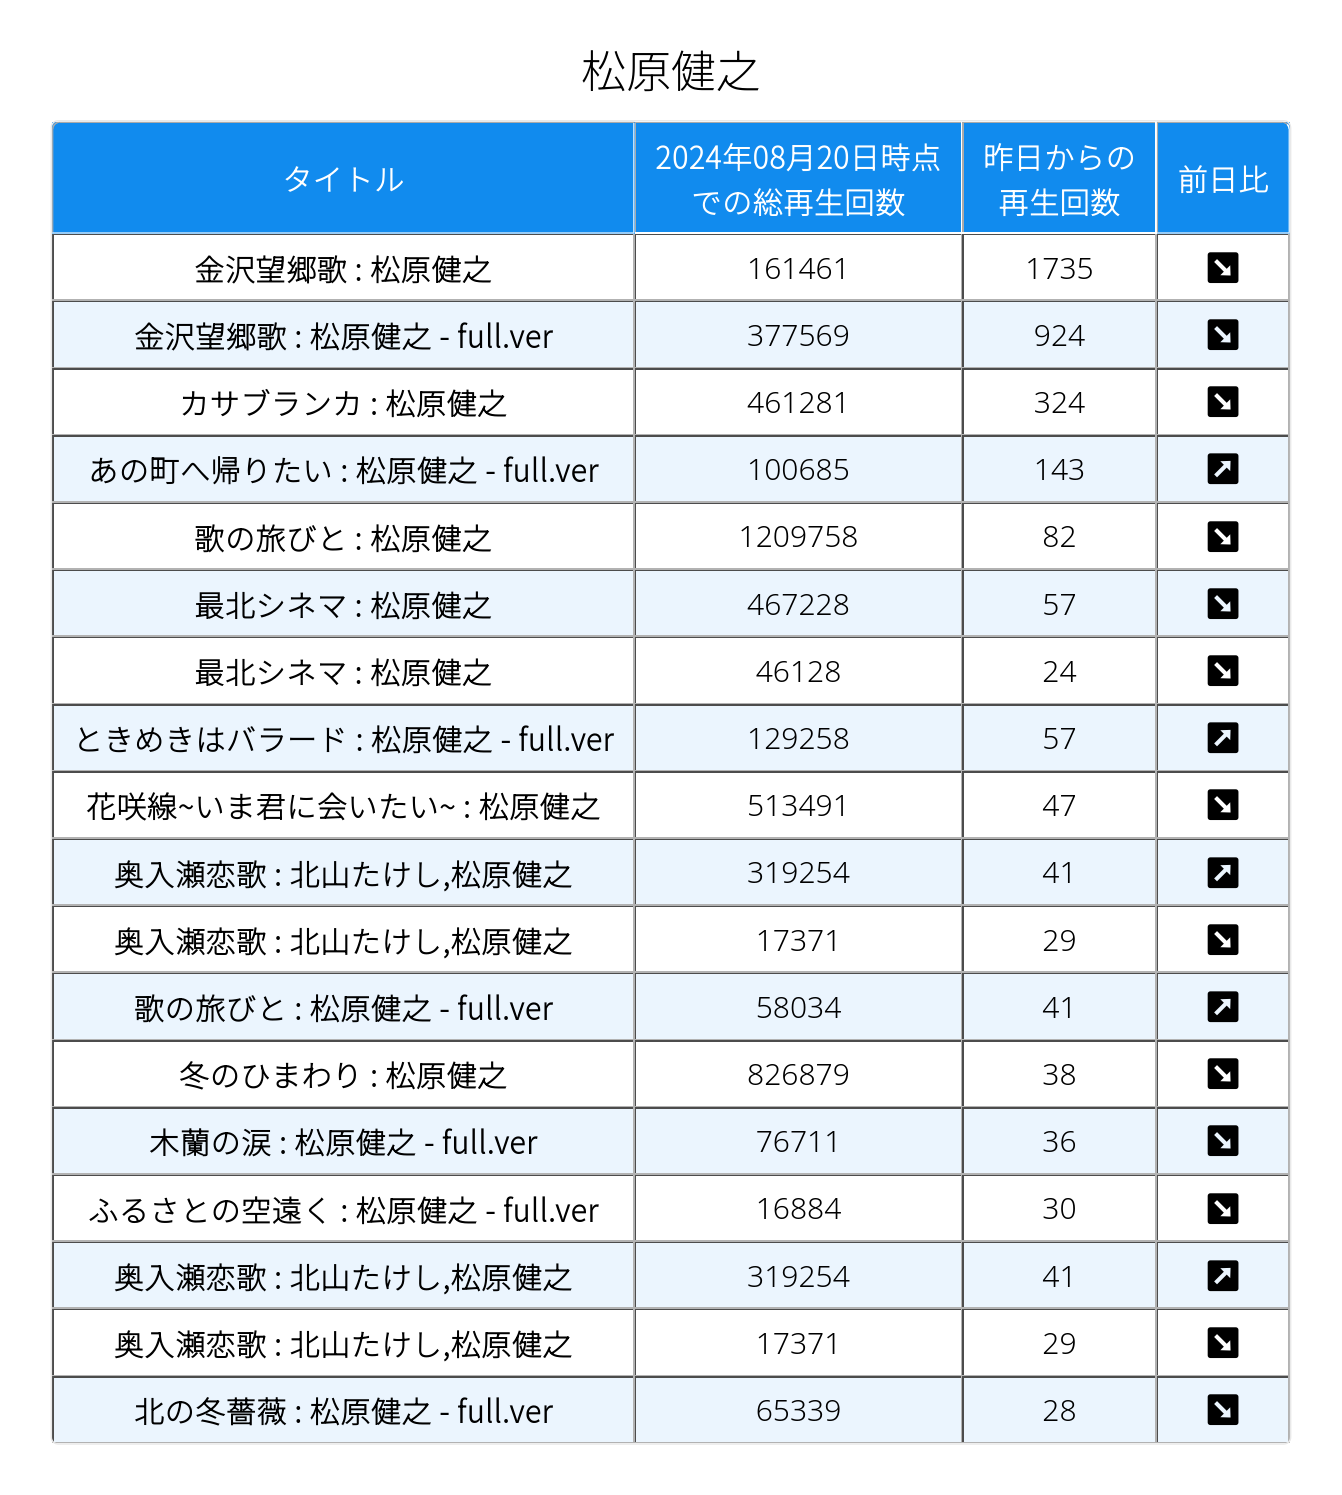 松原健之
タイトル
2024年08月20日時点
での総再生回数
昨日からの
再生回数
前日比
金沢望郷歌 : 松原健之 161461 1735
金沢望郷歌 : 松原健之 - full.ver 377569 924
カサブランカ : 松原健之 461281 324
あの町へ帰りたい : 松原健之 - full.ver 100685 143
歌の旅びと : 松原健之 1209758 82
最北シネマ : 松原健之 467228 57
最北シネマ : 松原健之 46128 24
ときめきはバラード : 松原健之 - full.ver 129258 57
花咲線~いま君に会いたい~ : 松原健之 513491 47
奥入瀬恋歌 : 北山たけし,松原健之 319254 41
奥入瀬恋歌 : 北山たけし,松原健之 17371 29
歌の旅びと : 松原健之 - full.ver 58034 41
冬のひまわり : 松原健之 826879 38
木蘭の涙 : 松原健之 - full.ver 76711 36
ふるさとの空遠く : 松原健之 - full.ver 16884 30
奥入瀬恋歌 : 北山たけし,松原健之 319254 41
奥入瀬恋歌 : 北山たけし,松原健之 17371 29
北の冬薔薇 : 松原健之 - full.ver 65339 28